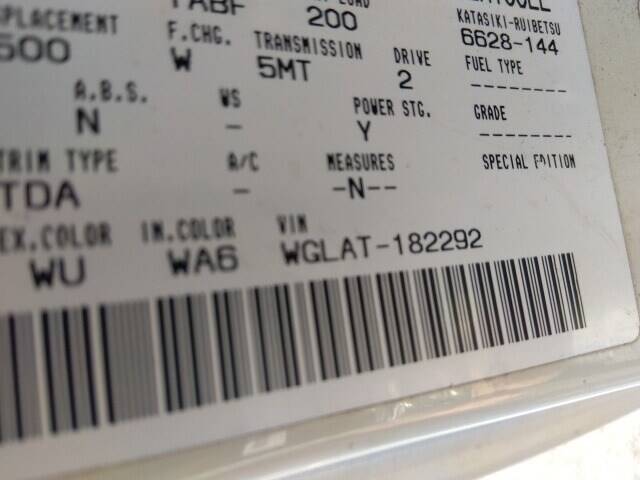 200
KATASIKI-RUIBETSU
6628-144
F.CHG. TRANSMISSION DRIVE FUEL TYPE
500 W 5MT 2 --------
A.B.S. WS POWER STG. GRADE
N - Y --------
TRIM TYPE A/C MEASURES SPECIAL EDITION
TDA - -N--
EX.COLOR IN.COLOR VIN
WU WA6 WGLAT-182292